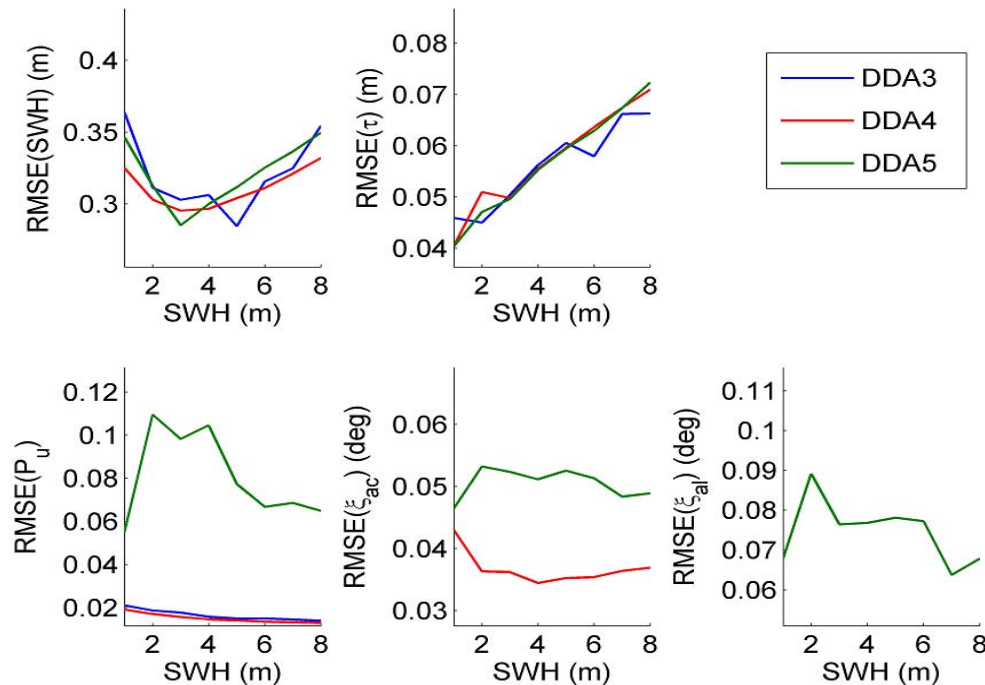 RMSE(SWH) (m)
0.4
0.35
0.3
2 4 6 8
SWH (m)
RMSE(τ) (m)
0.08
0.07
0.06
0.05
0.04
2 4 6 8
SWH (m)
DDA3
DDA4
DDA5
RMSE(P_u)
0.12
0.1
0.08
0.06
0.04
0.02
2 4 6 8
SWH (m)
RMSE(ξ_ac) (deg)
0.06
0.05
0.04
0.03
2 4 6 8
SWH (m)
RMSE(ξ_al) (deg)
0.11
0.1
0.09
0.08
0.07
0.06
2 4 6 8
SWH (m)